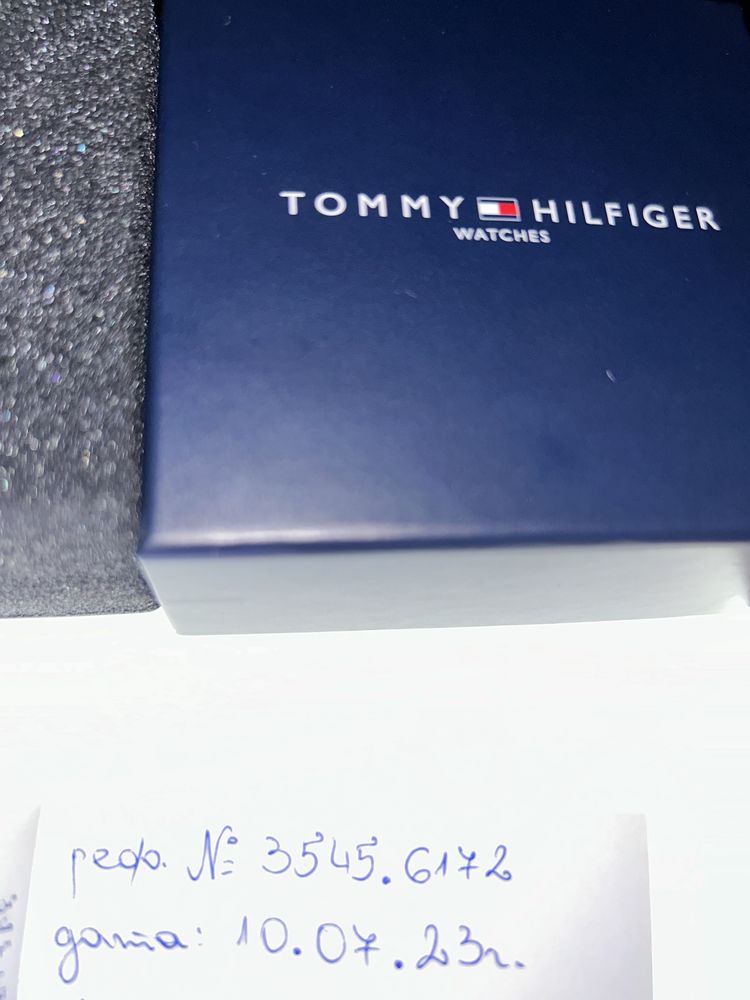 TOMMY HILFIGER
WATCHES
реф. № 3545.6172
дата: 10.07.23г.